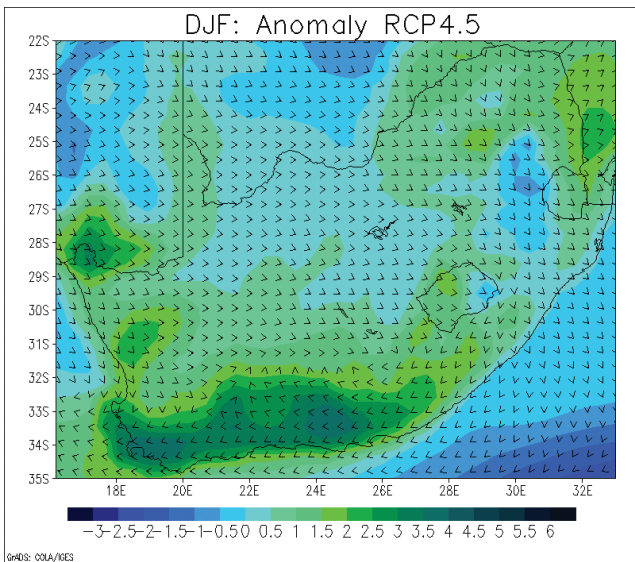 DJF: Anomaly RCP4.5
22S
23S
24S
25S
26S
27S
28S
29S
30S
31S
32S
33S
34S
35S
18E 20E 22E 24E 26E 28E 30E 32E
-3-2.5-2-1.5-1-0.5 0 0.5 1 1.5 2 2.5 3 3.5 4 4.5 5 5.5 6
GrADS: COLA/IGES